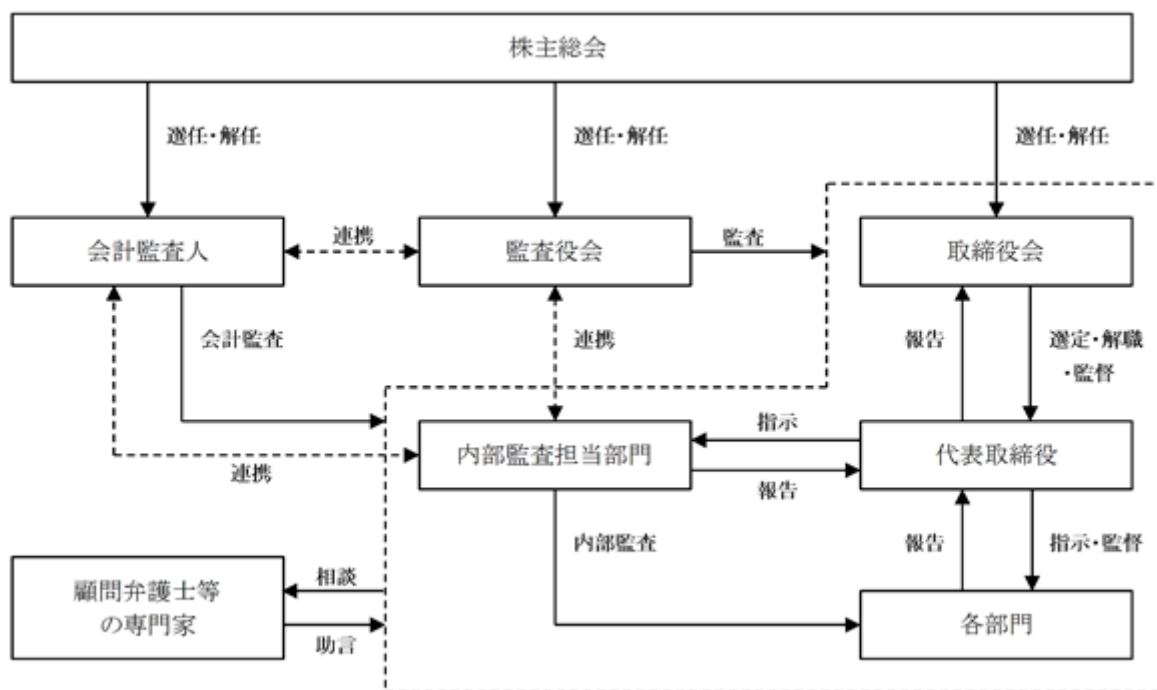 株主総会
選任・解任
選任・解任
選任・解任
会計監査人
連携
監査役会
監査
取締役会
会計監査
連携
報告
選定・解職
・監督
連携
内部監査担当部門
指示
報告
代表取締役
内部監査
報告
指示・監督
顧問弁護士等
の専門家
相談
助言
各部門